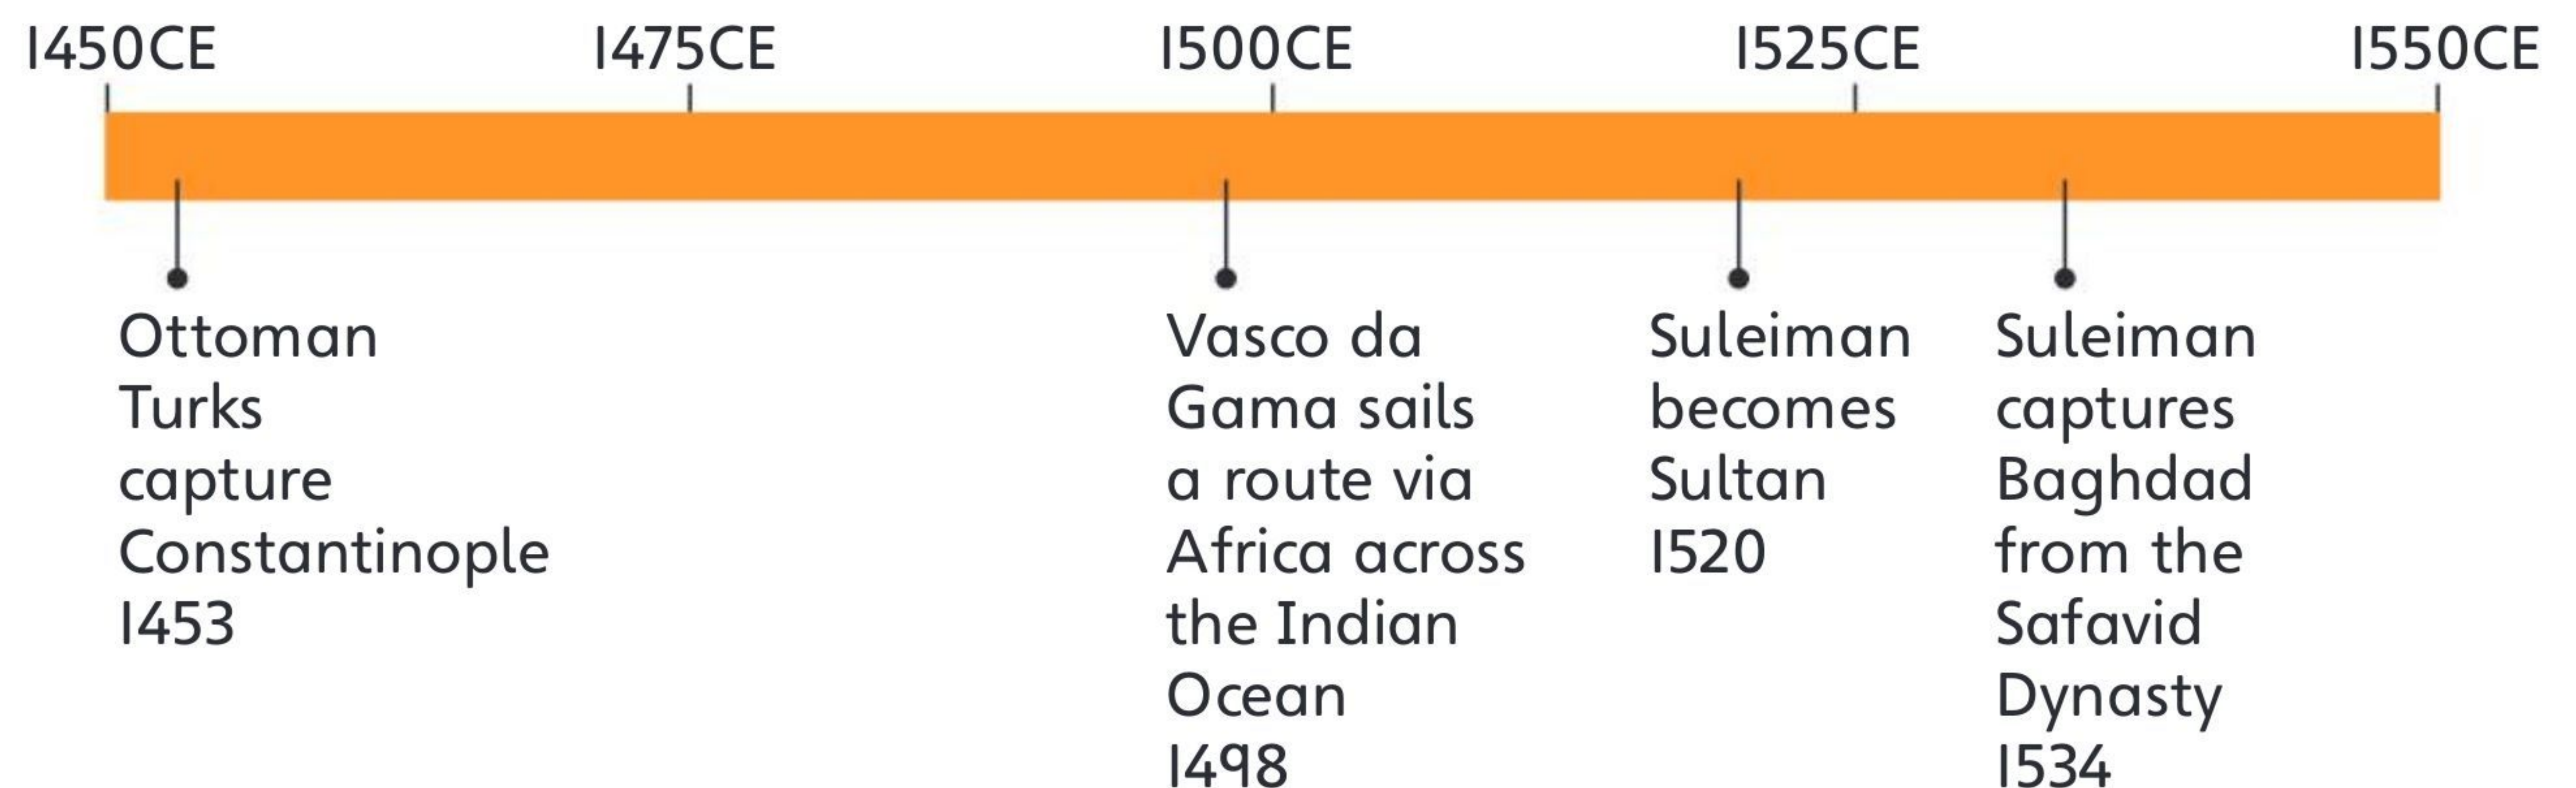 1450CE
1475CE
1500CE
1525CE
1550CE
Ottoman
Turks
capture
Constantinople
1453
Vasco da
Gama sails
a route via
Africa across
the Indian
Ocean
1498
Suleiman
becomes
Sultan
1520
Suleiman
captures
Baghdad
from the
Safavid
Dynasty
1534